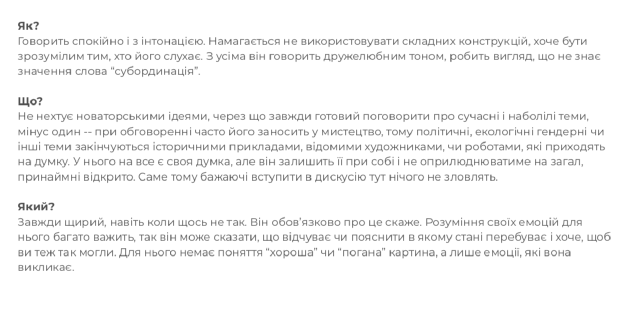 Як?
Говорить спокійно і з інтонацією. Намагається не використовувати складних конструкцій, хоче бути
зрозумілим тим, хто його слухає. З усіма він говорить дружелюбним тоном, робить вигляд, що не знає
значення слова “субординація”.
Що?
Не нехтує новаторськими ідеями, через що завжди готовий поговорити про сучасні і наболілі теми,
мінус один -- при обговоренні часто його заносить у мистецтво, тому політичні, екологічні гендерні чи
інші теми закінчуються історичними прикладами, відомими художниками, чи роботами, які приходять
на думку. У нього на все є своя думка, але він залишить її при собі і не оприлюднюватиме на загал,
принаймні відкрито. Саме тому бажаючі вступити в дискусію тут нічого не зловлять.
Який?
Завжди щирий, навіть коли щось не так. Він обов’язково про це скаже. Розуміння своїх емоцій для
нього багато важить, так він може сказати, що відчуває чи пояснити в якому стані перебуває і хоче, щоб
ви теж так могли. Для нього немає поняття “хороша” чи “погана” картина, а лише емоції, які вона
викликає.